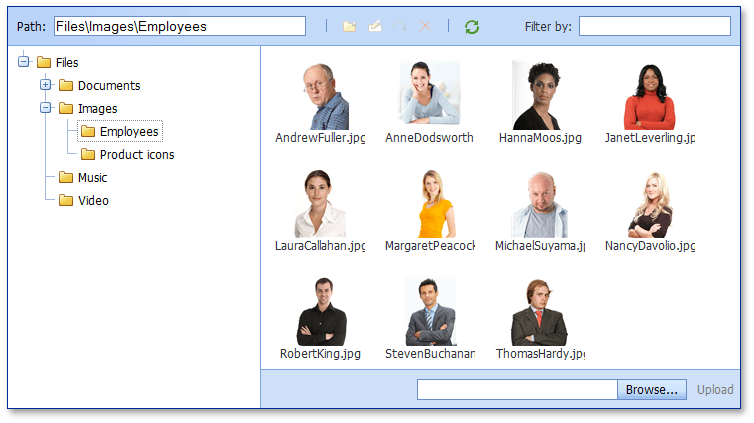 Path: Files\Images\Employees Filter by:
Files
Documents
Images
Employees
Product icons
Music
Video
AndrewFuller.jpg AnneDodsworth HannaMoos.jpg JanetLeverling.jp
LauraCallahan.jpg MargaretPeacock MichaelSuyama.j NancyDavolio.jpg
RobertKing.jpg StevenBuchanan ThomasHardy.jp
Browse... Upload